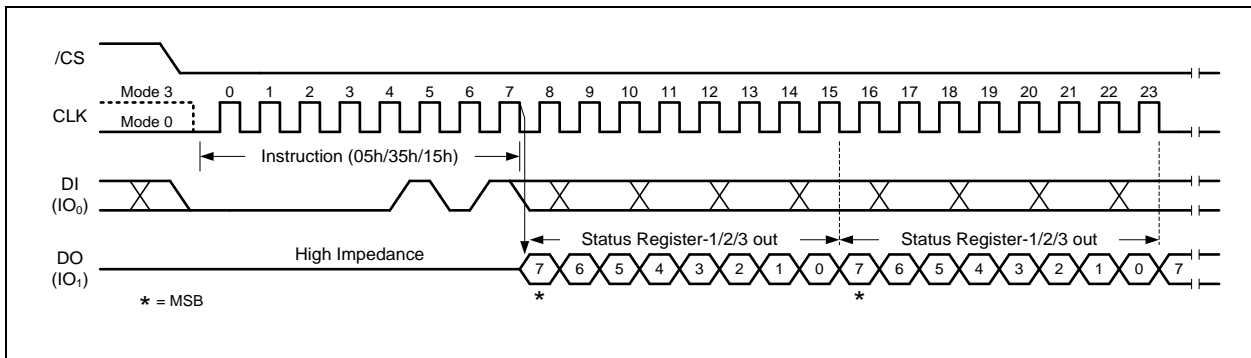 /CS
Mode 3 0 1 2 3 4 5 6 7 8 9 10 11 12 13 14 15 16 17 18 19 20 21 22 23
CLK
Mode 0
Instruction (05h/35h/15h)
DI
(IO₀)
Status Register-1/2/3 out Status Register-1/2/3 out
High Impedance
DO 7 6 5 4 3 2 1 0 7 6 5 4 3 2 1 0 7
(IO₁)
* *
* = MSB